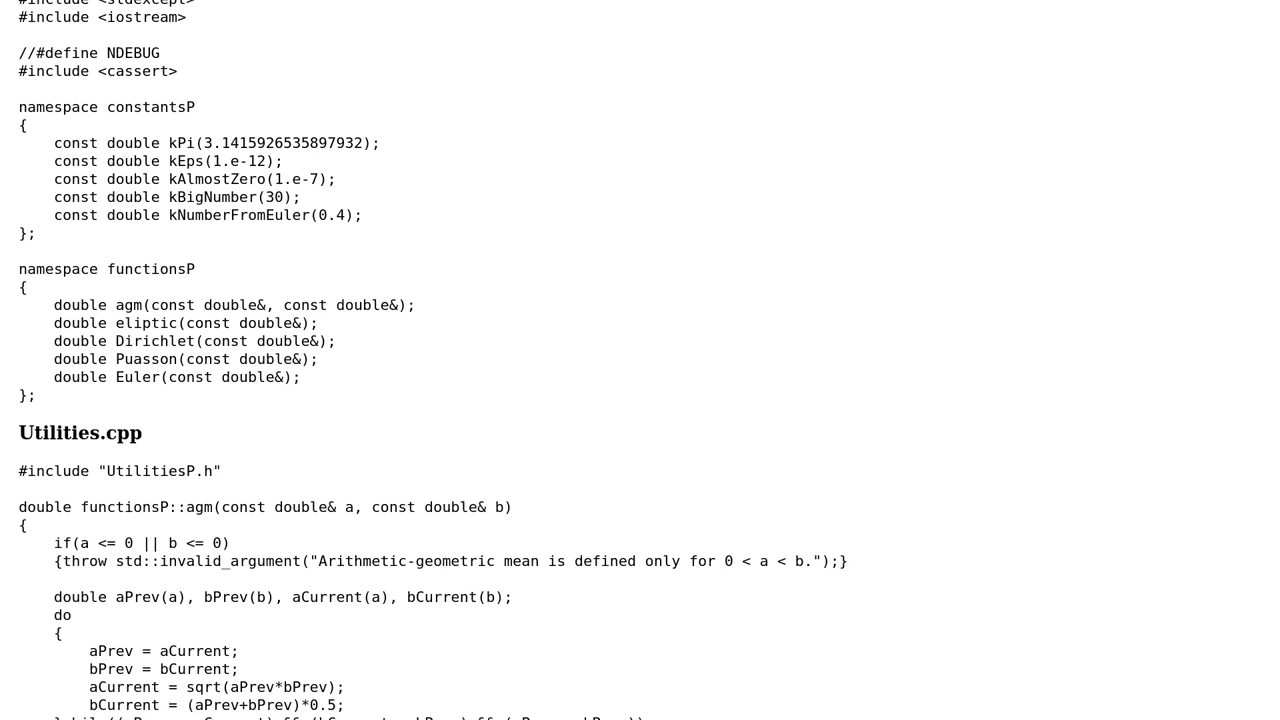 #include <stdexcept>
#include <iostream>

//#define NDEBUG
#include <cassert>

namespace constantsP
{
    const double kPi(3.1415926535897932);
    const double kEps(1.e-12);
    const double kAlmostZero(1.e-7);
    const double kBigNumber(30);
    const double kNumberFromEuler(0.4);
};

namespace functionsP
{
    double agm(const double&, const double&);
    double eliptic(const double&);
    double Dirichlet(const double&);
    double Puasson(const double&);
    double Euler(const double&);
};
Utilities.cpp
#include "UtilitiesP.h"

double functionsP::agm(const double& a, const double& b)
{
    if(a <= 0 || b <= 0)
    {throw std::invalid_argument("Arithmetic-geometric mean is defined only for 0 < a < b.");}

    double aPrev(a), bPrev(b), aCurrent(a), bCurrent(b);
    do
    {
        aPrev = aCurrent;
        bPrev = bCurrent;
        aCurrent = sqrt(aPrev*bPrev);
        bCurrent = (aPrev+bPrev)*0.5;